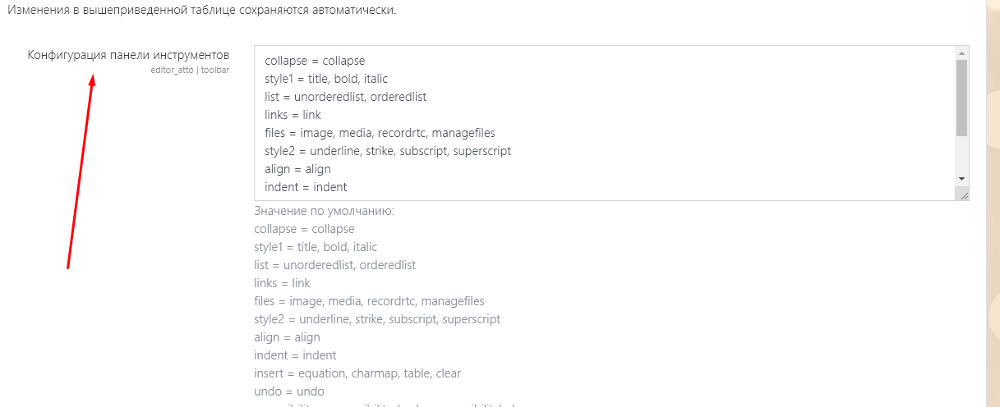 Изменения в вышеприведенной таблице сохраняются автоматически.
Конфигурация панели инструментов
editor_atto | toolbar
collapse = collapse
style1 = title, bold, italic
list = unorderedlist, orderedlist
links = link
files = image, media, recordrtc, managefiles
style2 = underline, strike, subscript, superscript
align = align
indent = indent
Значение по умолчанию:
collapse = collapse
style1 = title, bold, italic
list = unorderedlist, orderedlist
links = link
files = image, media, recordrtc, managefiles
style2 = underline, strike, subscript, superscript
align = align
indent = indent
insert = equation, charmap, table, clear
undo = undo